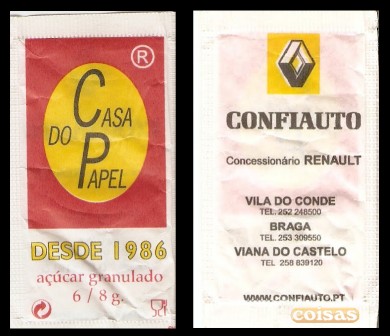 ®
CASA
DO
PAPEL
DESDE 1986
açúcar granulado
6 / 8 g.
CONFIAUTO
Concessionário RENAULT
VILA DO CONDE
TEL. 252 248500
BRAGA
TEL. 253 309550
VIANA DO CASTELO
TEL 258 839120
WWW.CONFIAUTO.PT
coisas